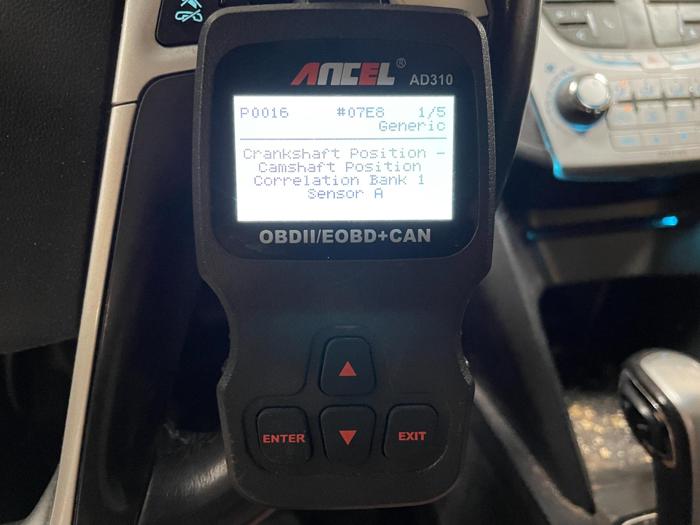 ANCEL®
AD310
P0016 #07E8 1/5
Generic
Crankshaft Position -
Camshaft Position
Correlation Bank 1
Sensor A
OBDII/EOBD+CAN
ENTER
EXIT